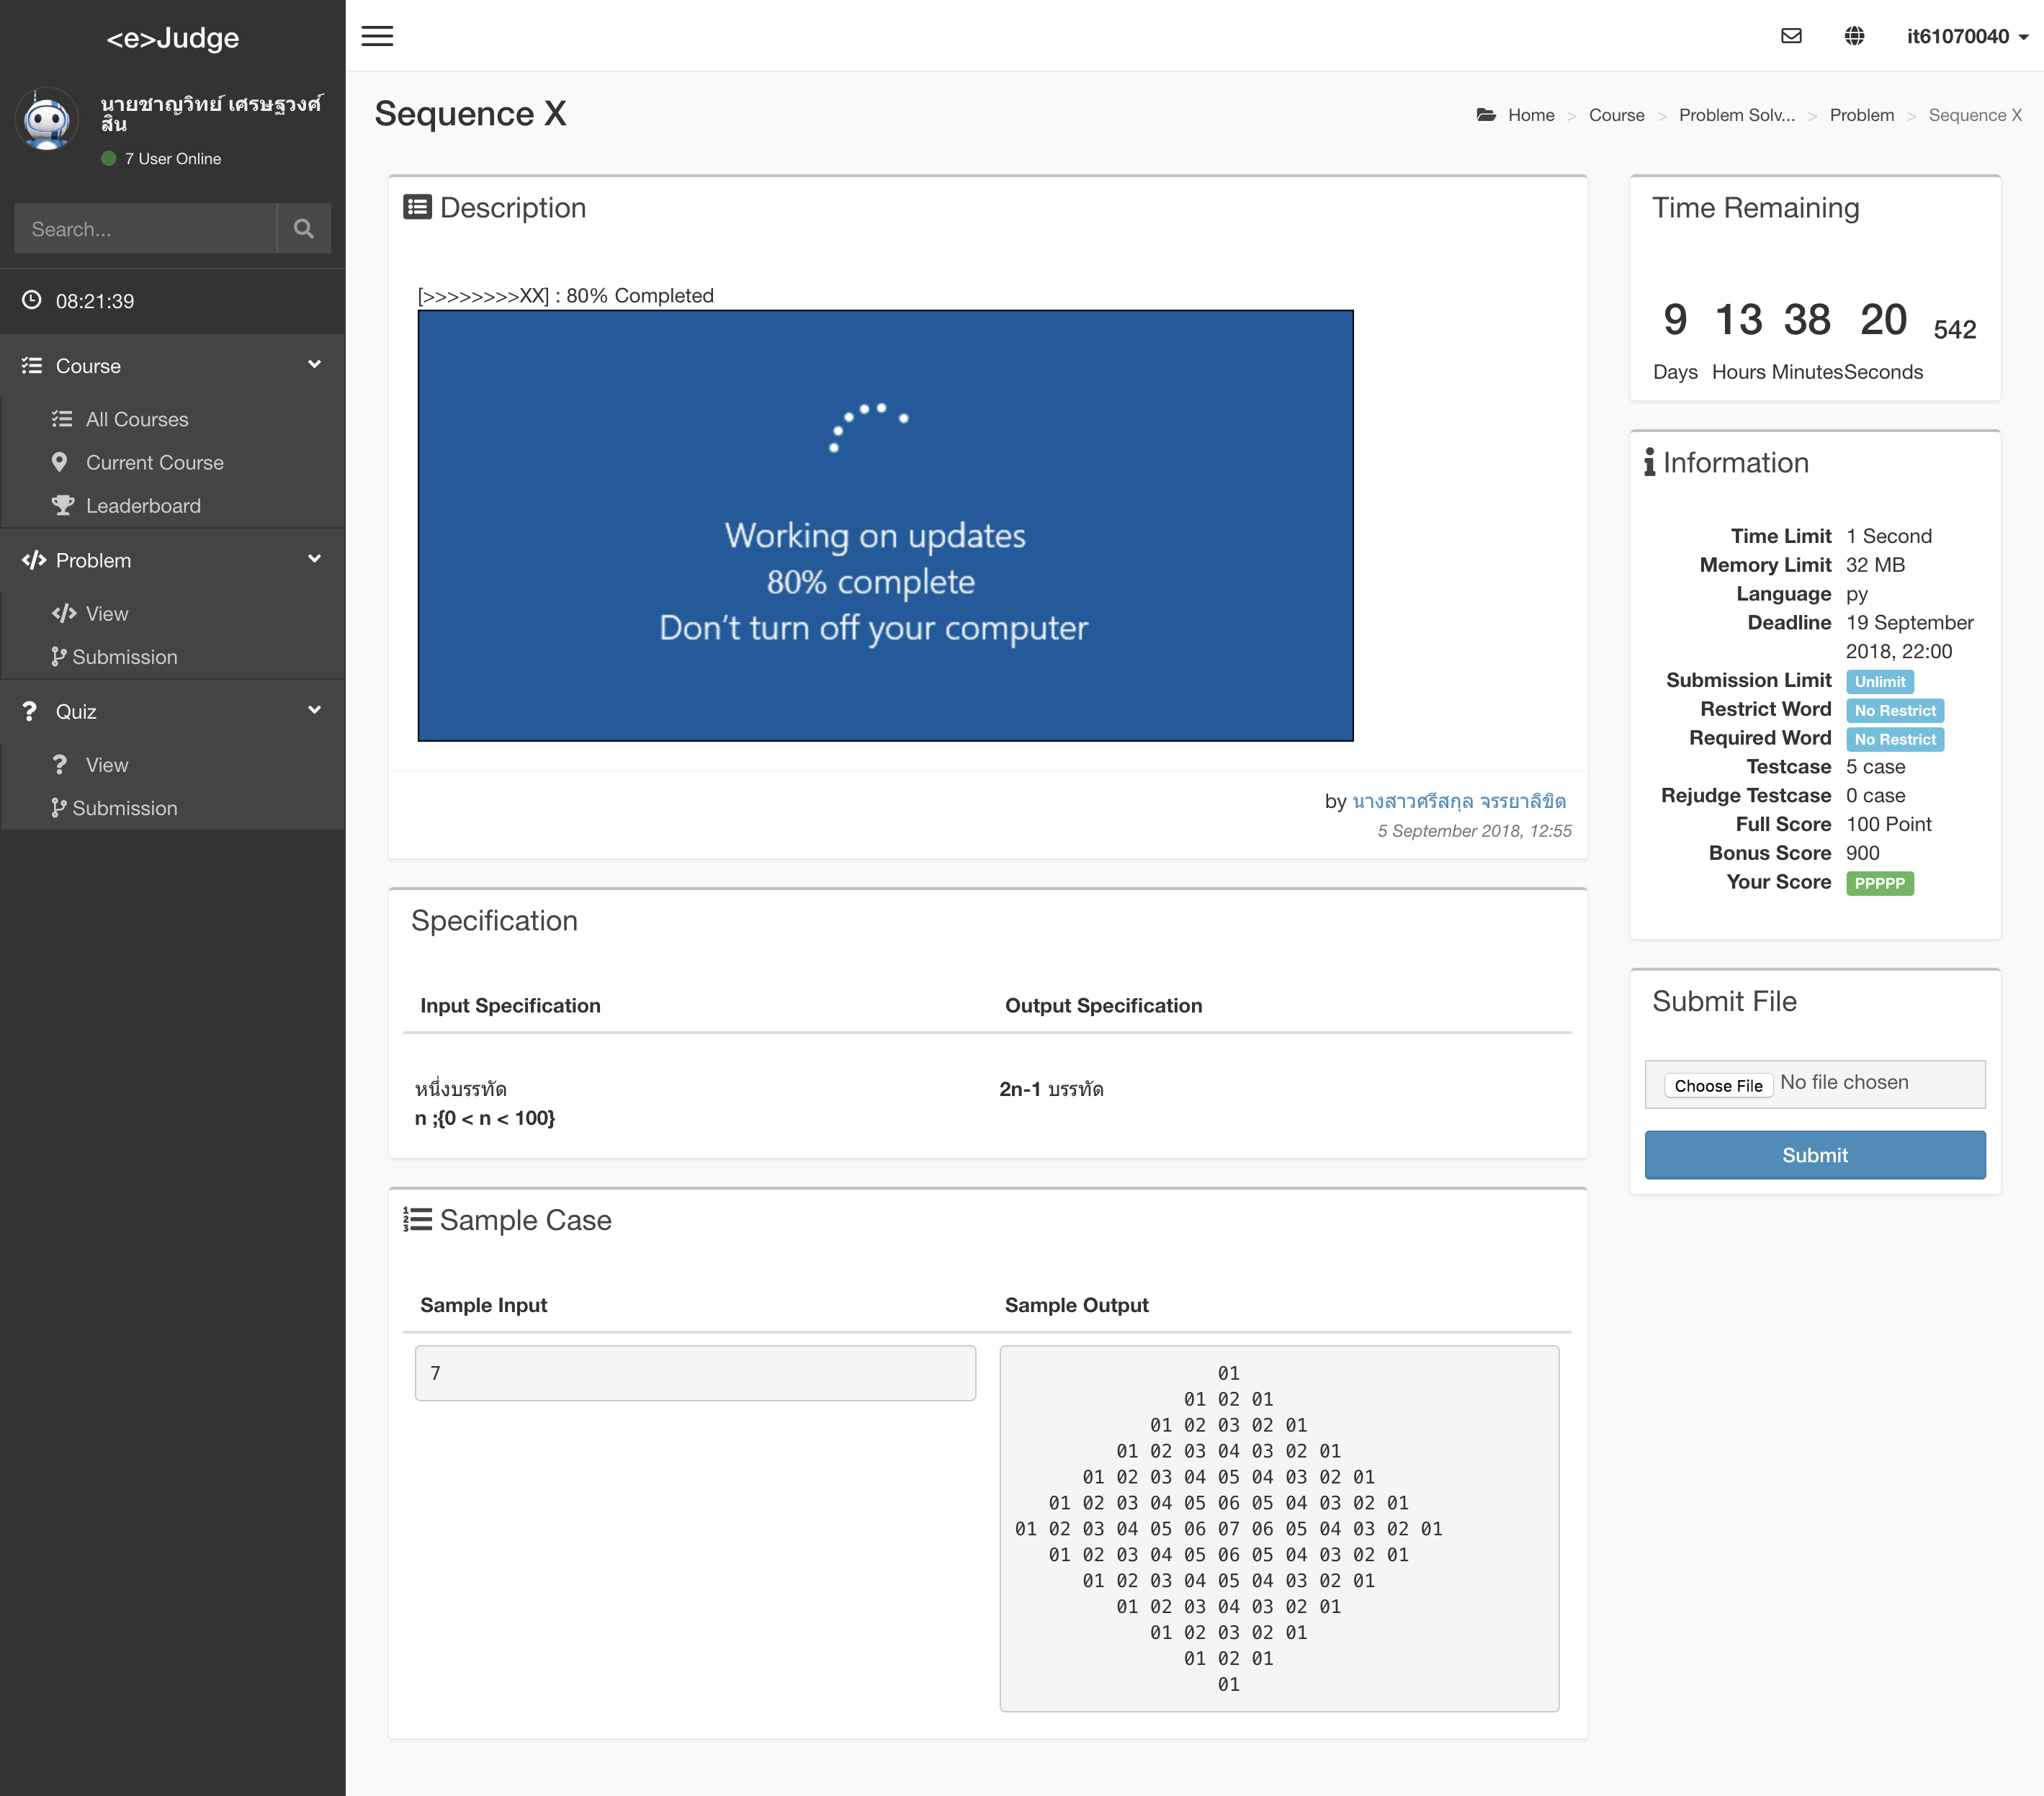 <e>Judge
นายชาญวิทย์ เศรษฐวงศ์
สิน
7 User Online
Search...
08:21:39
Course
All Courses
Current Course
Leaderboard
Problem
View
Submission
Quiz
View
Submission
it61070040
Sequence X
Home > Course > Problem Solv... > Problem > Sequence X
Description
[>>>>>>>>XX] : 80% Completed
Working on updates
80% complete
Don't turn off your computer
by นางสาวศรีสกุล จรรยาลิขิต
5 September 2018, 12:55
Specification
Input Specification Output Specification
หนึ่งบรรทัด 2n-1 บรรทัด
n ;{0 < n < 100}
Sample Case
Sample Input Sample Output
7
01
01 02 01
01 02 03 02 01
01 02 03 04 03 02 01
01 02 03 04 05 04 03 02 01
01 02 03 04 05 06 05 04 03 02 01
01 02 03 04 05 06 07 06 05 04 03 02 01
01 02 03 04 05 06 05 04 03 02 01
01 02 03 04 05 04 03 02 01
01 02 03 04 03 02 01
01 02 03 02 01
01 02 01
01
Time Remaining
9 13 38 20 542
Days Hours Minutes Seconds
Information
Time Limit 1 Second
Memory Limit 32 MB
Language py
Deadline 19 September
2018, 22:00
Submission Limit Unlimit
Restrict Word No Restrict
Required Word No Restrict
Testcase 5 case
Rejudge Testcase 0 case
Full Score 100 Point
Bonus Score 900
Your Score PPPPP
Submit File
Choose File No file chosen
Submit